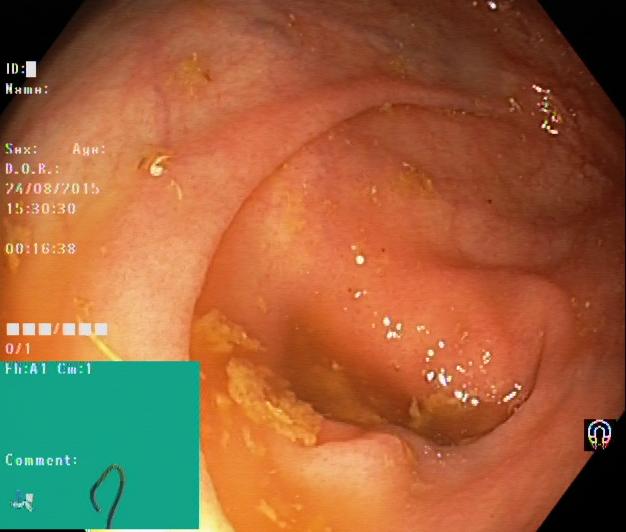 ID:
Name:
Sex: Age:
D.O.R.:
24/08/2015
15:30:30
00:16:38
■■■/■■■
0/1
Eh:A1 Cm:1
Comment: